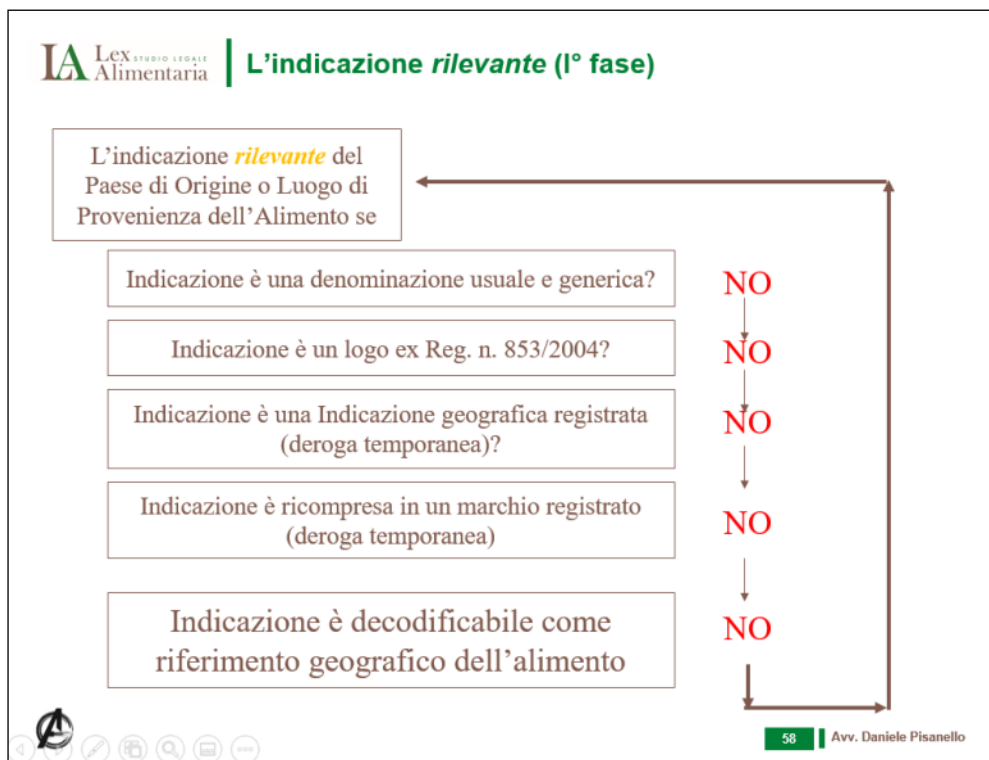 LA Lex STUDIO LEGALE
Alimentaria
L'indicazione rilevante (I° fase)
L'indicazione rilevante del
Paese di Origine o Luogo di
Provenienza dell'Alimento se
Indicazione è una denominazione usuale e generica?
NO
Indicazione è un logo ex Reg. n. 853/2004?
NO
Indicazione è una Indicazione geografica registrata
(deroga temporanea)?
NO
Indicazione è ricompresa in un marchio registrato
(deroga temporanea)
NO
Indicazione è decodificabile come
riferimento geografico dell'alimento
NO
58
Avv. Daniele Pisanello